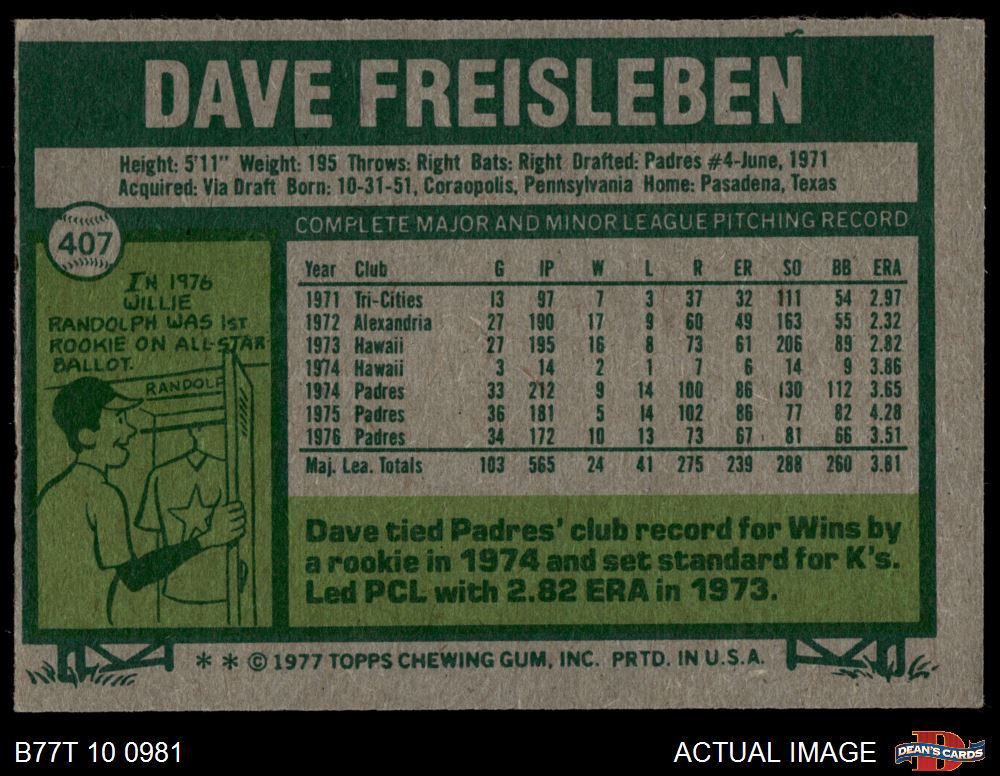 DAVE FREISLEBEN
Height: 5'11" Weight: 195 Throws: Right Bats: Right Drafted: Padres #4-June, 1971
Acquired: Via Draft Born: 10-31-51, Coraopolis, Pennsylvania Home: Pasadena, Texas
407
IN 1976
WILLIE
RANDOLPH WAS 1ST
ROOKIE ON ALL-STAR
BALLOT.
RANDOLP
COMPLETE MAJOR AND MINOR LEAGUE PITCHING RECORD
Year Club G IP W L R ER SO BB ERA
1971 Tri-Cities 13 97 7 3 37 32 111 54 2.97
1972 Alexandria 27 190 17 9 60 49 163 55 2.32
1973 Hawaii 27 195 16 8 73 61 206 89 2.82
1974 Hawaii 3 14 2 1 7 6 14 9 3.86
1974 Padres 33 212 9 14 100 86 130 112 3.65
1975 Padres 36 181 5 14 102 86 77 82 4.28
1976 Padres 34 172 10 13 73 67 81 66 3.51
Maj. Lea. Totals 103 565 24 41 275 239 288 260 3.81
Dave tied Padres' club record for Wins by
a rookie in 1974 and set standard for K's.
Led PCL with 2.82 ERA in 1973.
* * © 1977 TOPPS CHEWING GUM, INC. PRTD. IN U.S.A.
B77T 10 0981
ACTUAL IMAGE
DEAN'S CARDS